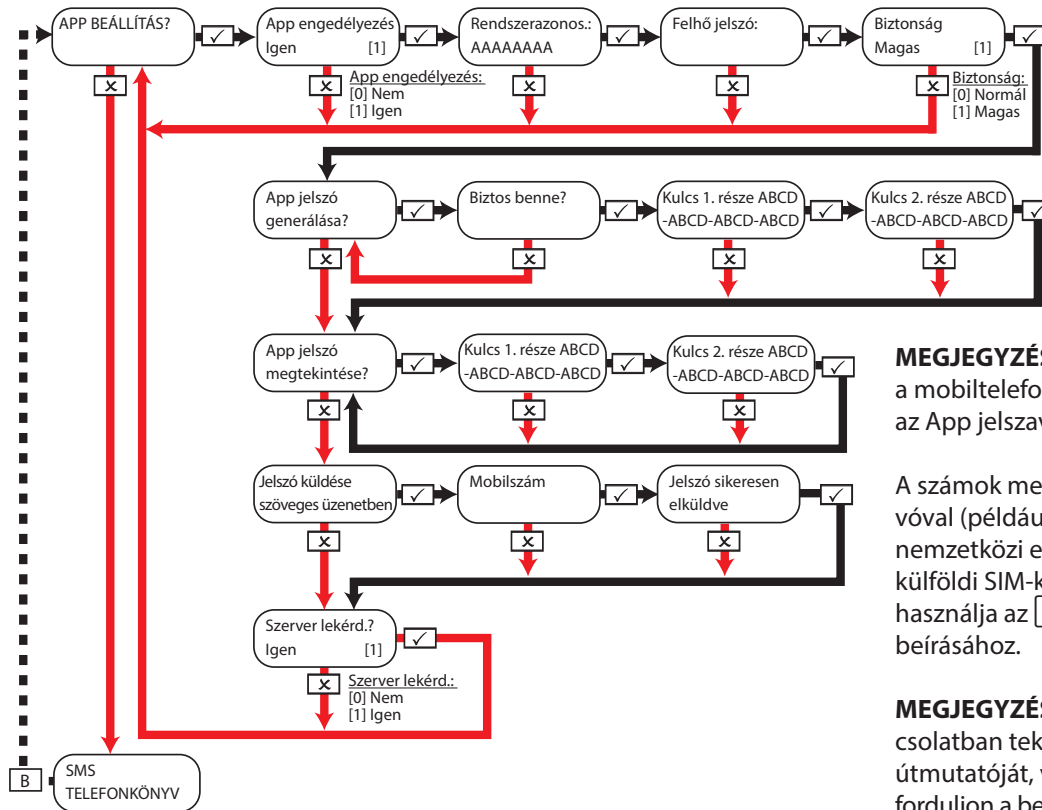 APP BEÁLLÍTÁS?
App engedélyezés
Igen [1]
Rendszerazonos.:
AAAAAAAA
Felhő jelszó:
Biztonság
Magas [1]
App engedélyezés:
[0] Nem
[1] Igen
Biztonság:
[0] Normál
[1] Magas
App jelszó
generálása?
Biztos benne?
Kulcs 1. része ABCD
-ABCD-ABCD-ABCD
Kulcs 2. része ABCD
-ABCD-ABCD-ABCD
App jelszó
megtekintése?
Kulcs 1. része ABCD
-ABCD-ABCD-ABCD
Kulcs 2. része ABCD
-ABCD-ABCD-ABCD
Jelszó küldése
szöveges üzenetben
Mobilszám
Jelszó sikeresen
elküldve
Szerver lekérd.?
Igen [1]
Szerver lekérd.:
[0] Nem
[1] Igen
B
SMS
TELEFONKÖNYV
MEGJEGYZÉS
a mobiltelefo
az App jelszav
A számok me
vóval (példáu
nemzetközi e
külföldi SIM-k
használja az
beírásához.
MEGJEGYZÉS
csolatban tek
útmutatóját, v
forduljon a be